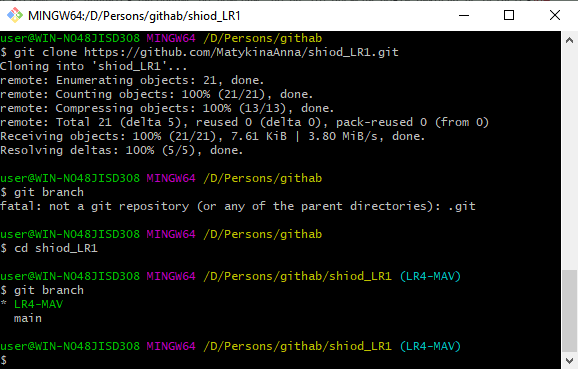 MINGW64:/D/Persons/githab/shiod_LR1
user@WIN-NO48JISD308 MINGW64 /D/Persons/githab
$ git clone https://github.com/MatykinaAnna/shiod_LR1.git
Cloning into 'shiod_LR1'...
remote: Enumerating objects: 21, done.
remote: Counting objects: 100% (21/21), done.
remote: Compressing objects: 100% (13/13), done.
remote: Total 21 (delta 5), reused 0 (delta 0), pack-reused 0 (from 0)
Receiving objects: 100% (21/21), 7.61 KiB | 3.80 MiB/s, done.
Resolving deltas: 100% (5/5), done.
user@WIN-NO48JISD308 MINGW64 /D/Persons/githab
$ git branch
fatal: not a git repository (or any of the parent directories): .git
user@WIN-NO48JISD308 MINGW64 /D/Persons/githab
$ cd shiod_LR1
user@WIN-NO48JISD308 MINGW64 /D/Persons/githab/shiod_LR1 (LR4-MAV)
$ git branch
* LR4-MAV
main
user@WIN-NO48JISD308 MINGW64 /D/Persons/githab/shiod_LR1 (LR4-MAV)
$